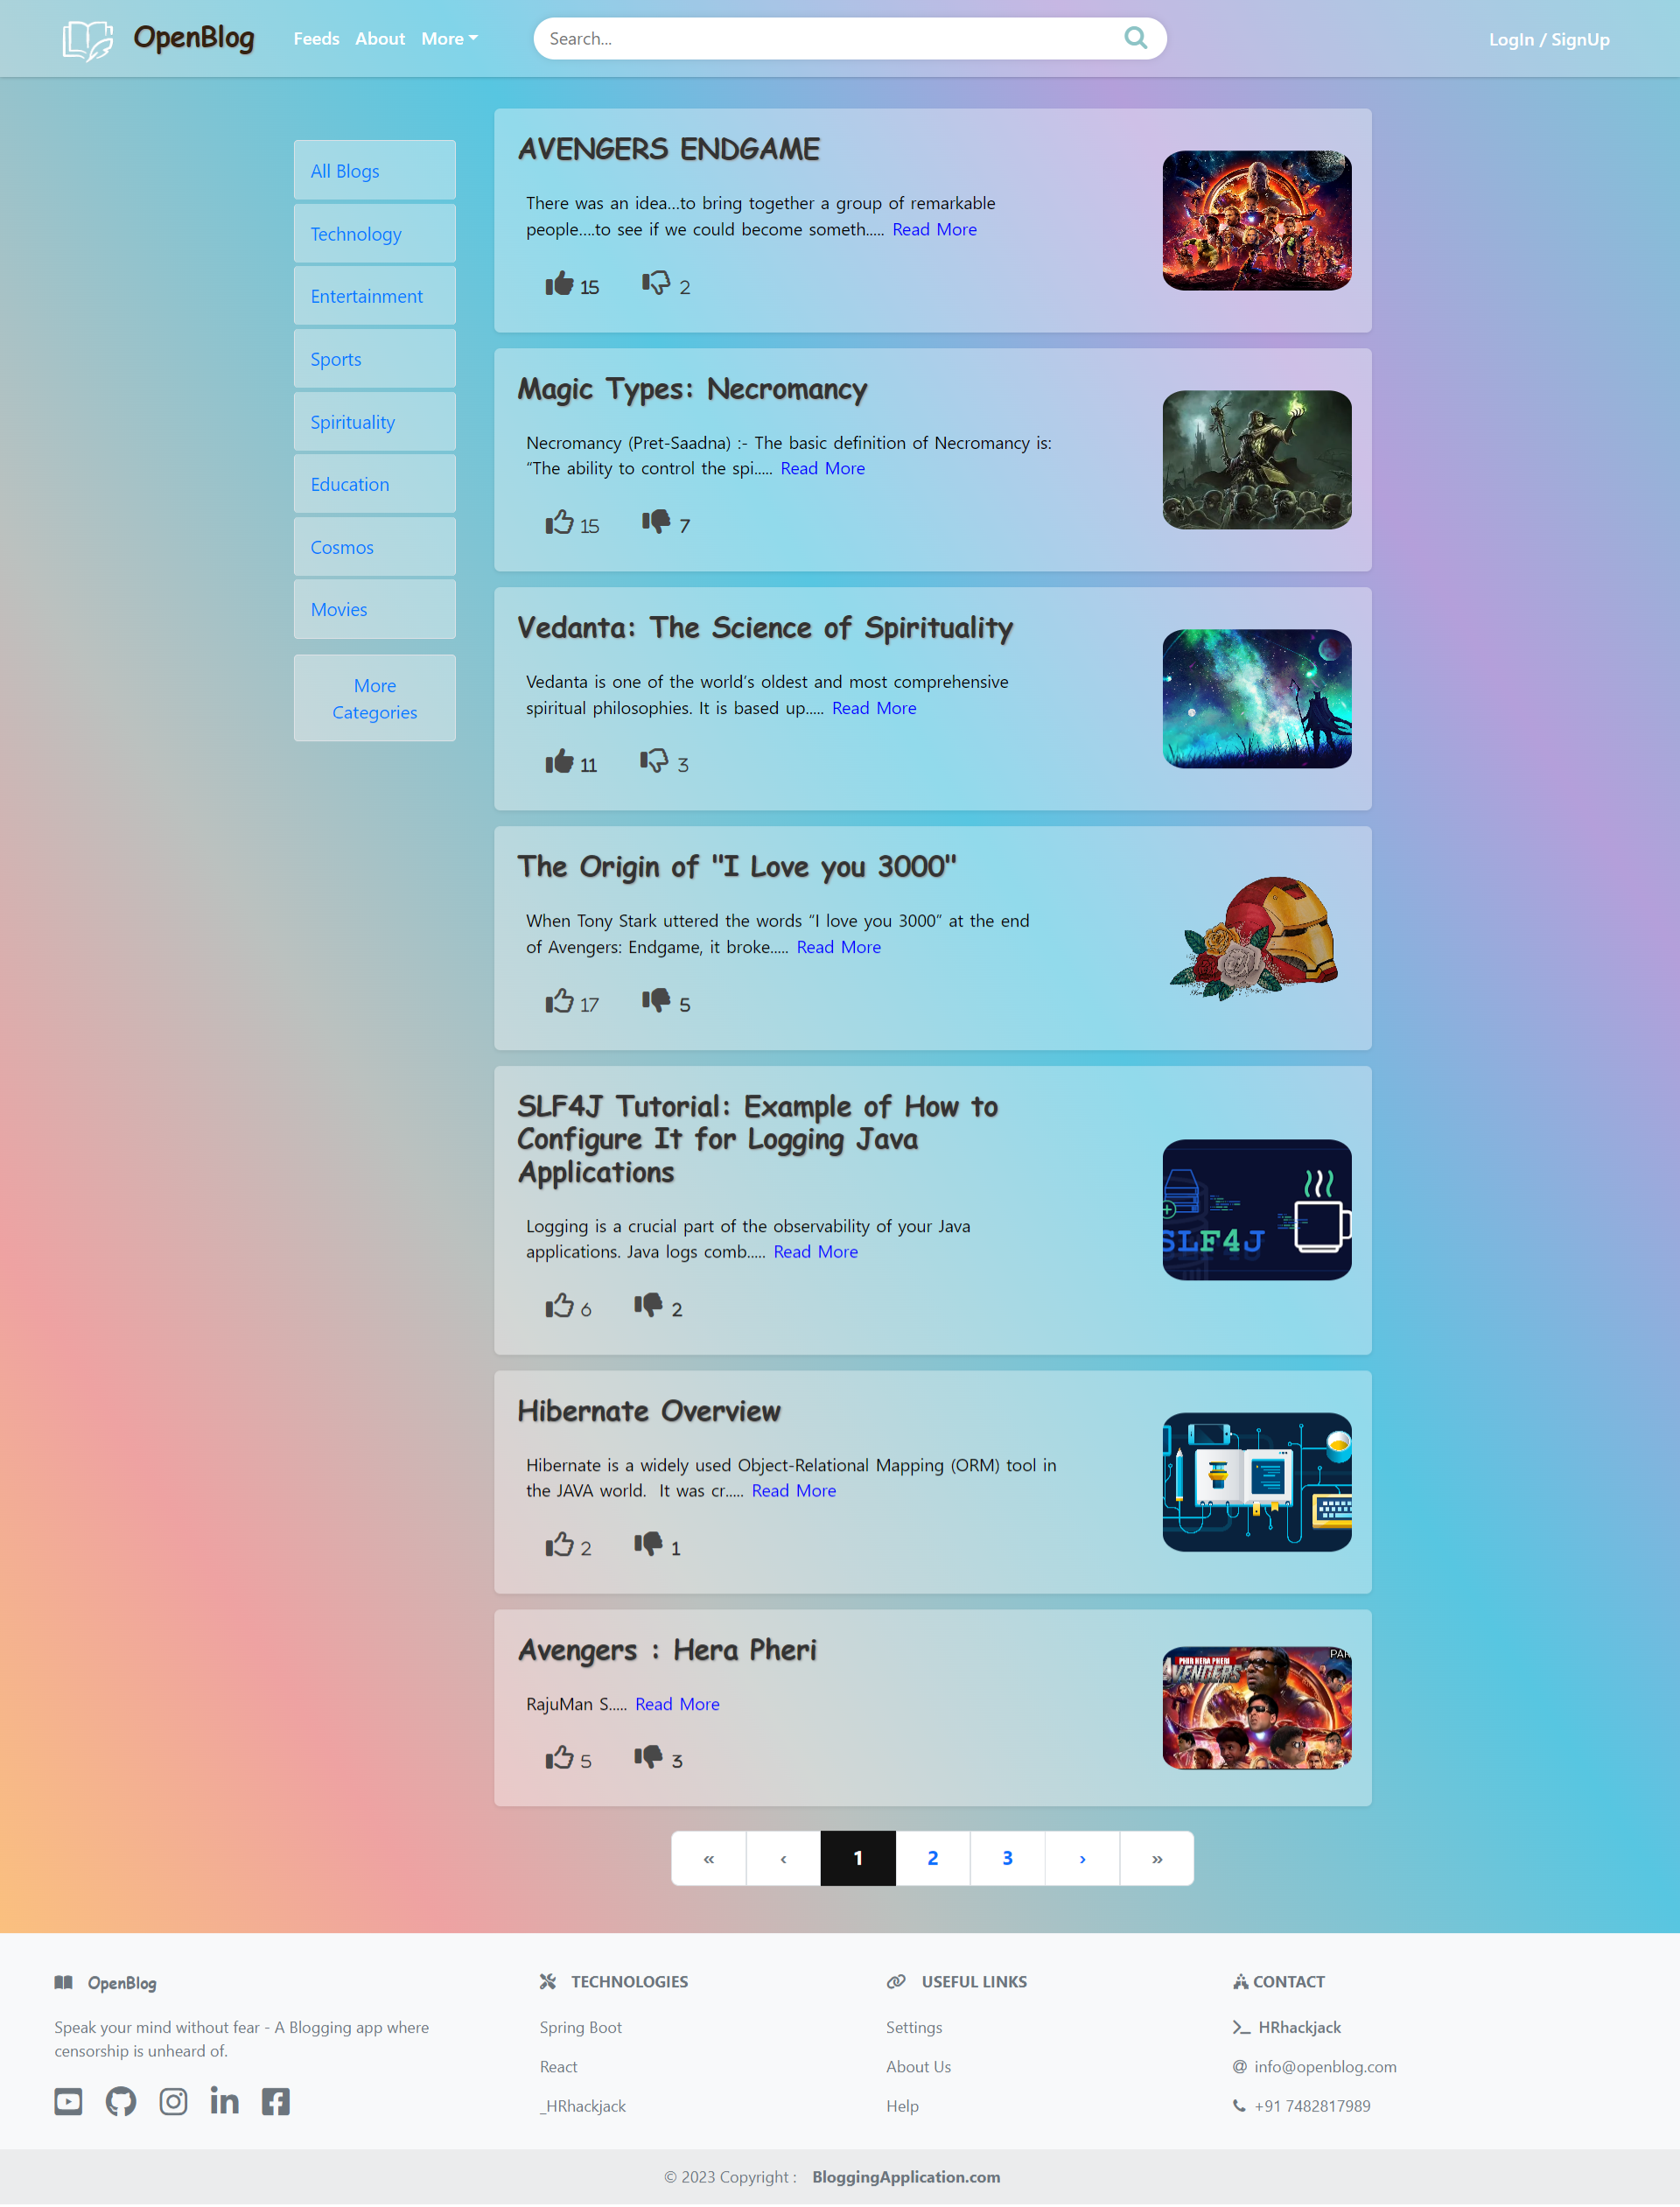 OpenBlog
Feeds About More
Search...
LogIn / SignUp
All Blogs
Technology
Entertainment
Sports
Spirituality
Education
Cosmos
Movies
More
Categories
AVENGERS ENDGAME
There was an idea...to bring together a group of remarkable
people....to see if we could become someth..... Read More
15 2
Magic Types: Necromancy
Necromancy (Pret-Saadna) :- The basic definition of Necromancy is:
“The ability to control the spi..... Read More
15 7
Vedanta: The Science of Spirituality
Vedanta is one of the world’s oldest and most comprehensive
spiritual philosophies. It is based up..... Read More
11 3
The Origin of "I Love you 3000"
When Tony Stark uttered the words “I love you 3000” at the end
of Avengers: Endgame, it broke..... Read More
17 5
SLF4J Tutorial: Example of How to
Configure It for Logging Java
Applications
Logging is a crucial part of the observability of your Java
applications. Java logs comb..... Read More
6 2
SLF4J
Hibernate Overview
Hibernate is a widely used Object-Relational Mapping (ORM) tool in
the JAVA world.  It was cr..... Read More
2 1
Avengers : Hera Pheri
RajuMan S..... Read More
5 3
PHIR HERA PHERI
AVENGERS
PAR
« ‹ 1 2 3 › »
OpenBlog
Speak your mind without fear - A Blogging app where
censorship is unheard of.
TECHNOLOGIES
Spring Boot
React
_HRhackjack
USEFUL LINKS
Settings
About Us
Help
CONTACT
HRhackjack
info@openblog.com
+91 7482817989
© 2023 Copyright : BloggingApplication.com